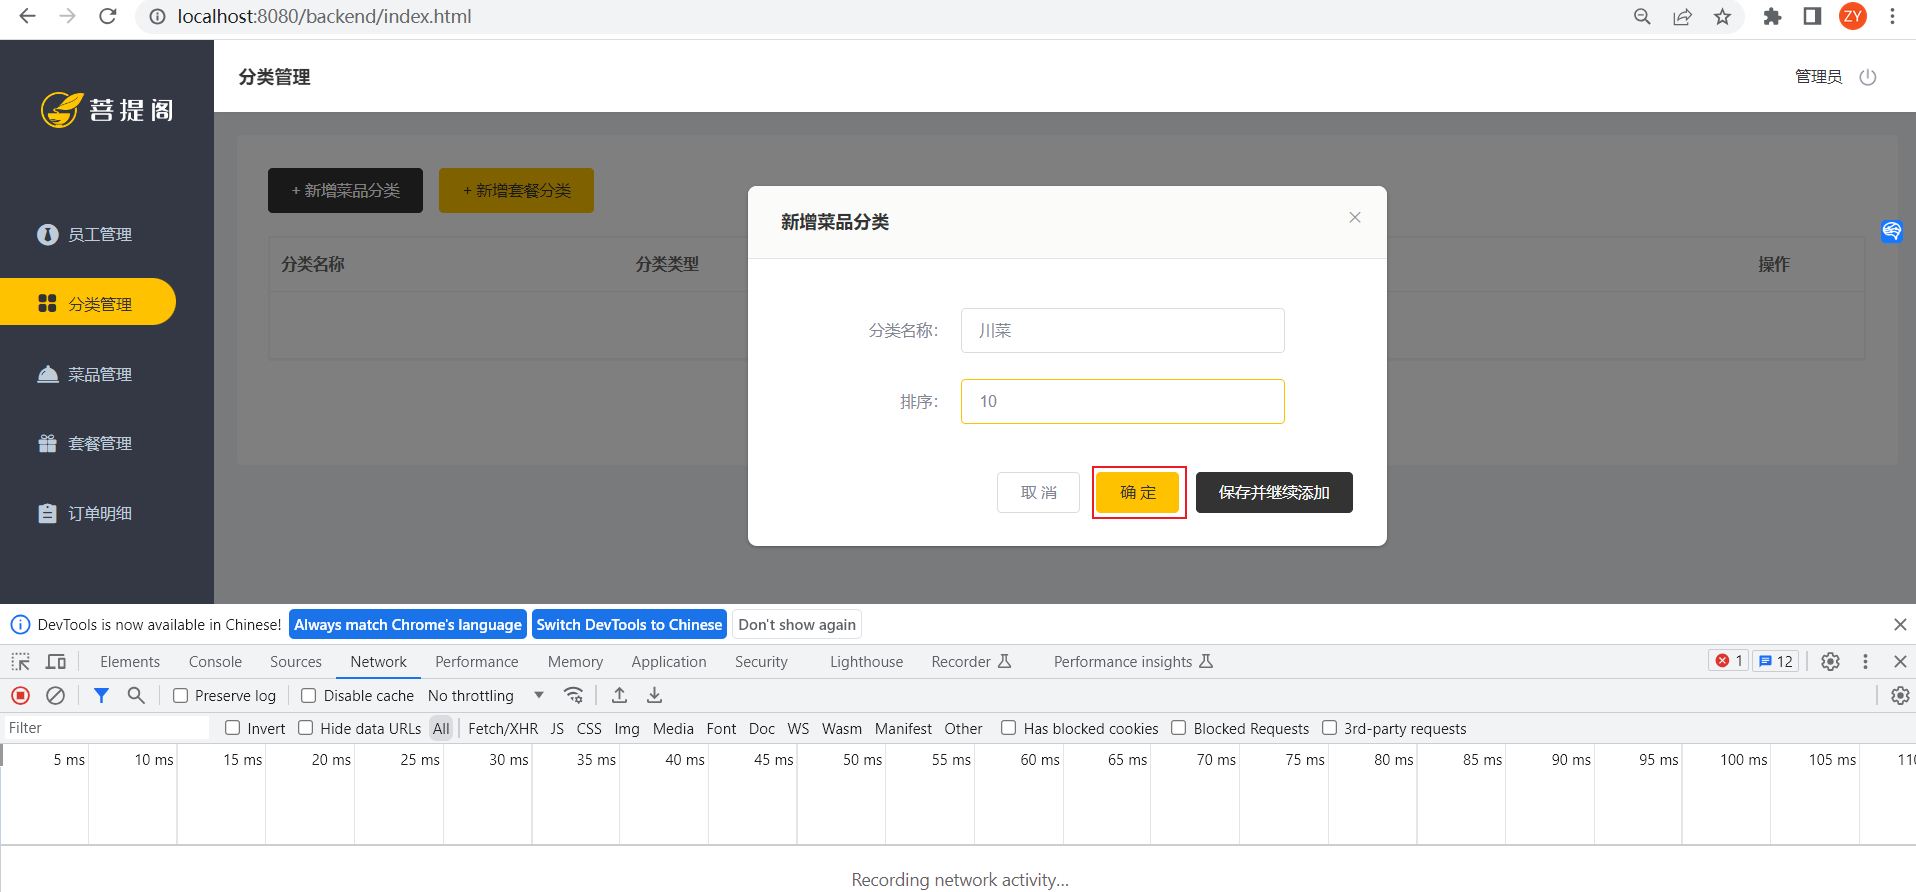 localhost:8080/backend/index.html
ZY
菩提阁
分类管理
管理员
员工管理
分类管理
菜品管理
套餐管理
订单明细
+ 新增菜品分类
+ 新增套餐分类
分类名称
分类类型
操作
新增菜品分类
分类名称:
川菜
排序:
10
取 消
确 定
保存并继续添加
DevTools is now available in Chinese! Always match Chrome's language Switch DevTools to Chinese Don't show again
Elements Console Sources Network Performance Memory Application Security Lighthouse Recorder Performance insights 1 12
Preserve log Disable cache No throttling
Filter Invert Hide data URLs All Fetch/XHR JS CSS Img Media Font Doc WS Wasm Manifest Other Has blocked cookies Blocked Requests 3rd-party requests
5 ms 10 ms 15 ms 20 ms 25 ms 30 ms 35 ms 40 ms 45 ms 50 ms 55 ms 60 ms 65 ms 70 ms 75 ms 80 ms 85 ms 90 ms 95 ms 100 ms 105 ms
Recording network activity...